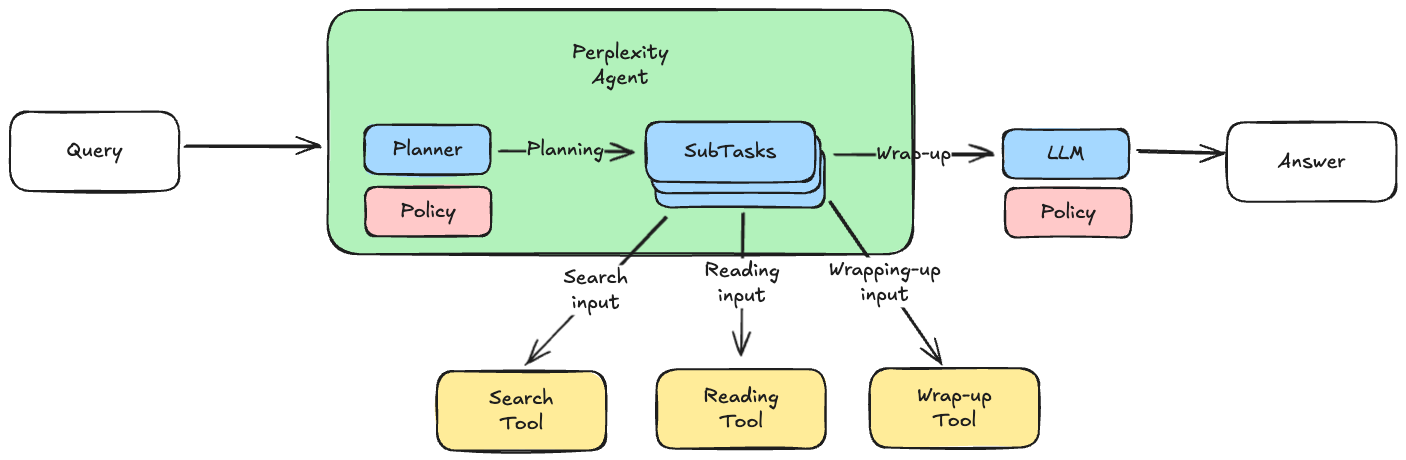 Perplexity
Agent
Query
Planner
Planning
SubTasks
Wrap-up
LLM
Answer
Policy
Policy
Search
input
Reading
input
Wrapping-up
input
Search
Tool
Reading
Tool
Wrap-up
Tool